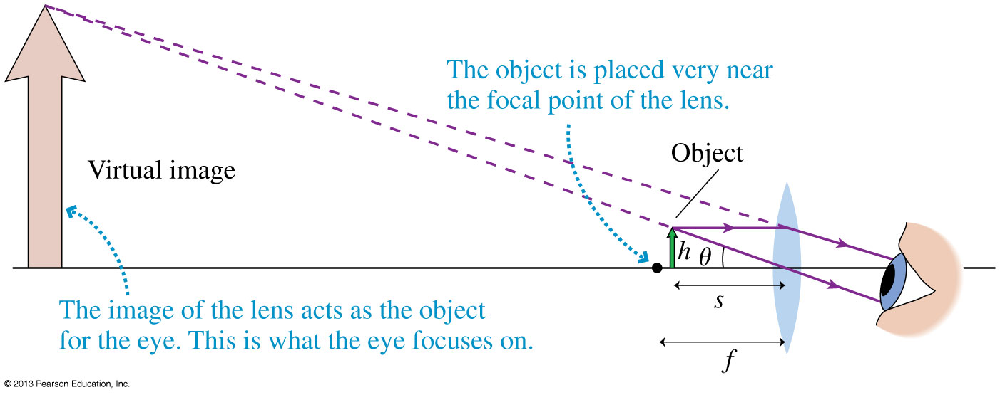 The object is placed very near
the focal point of the lens.
Object
Virtual image
h
θ
s
The image of the lens acts as the object
for the eye. This is what the eye focuses on.
f
© 2013 Pearson Education, Inc.